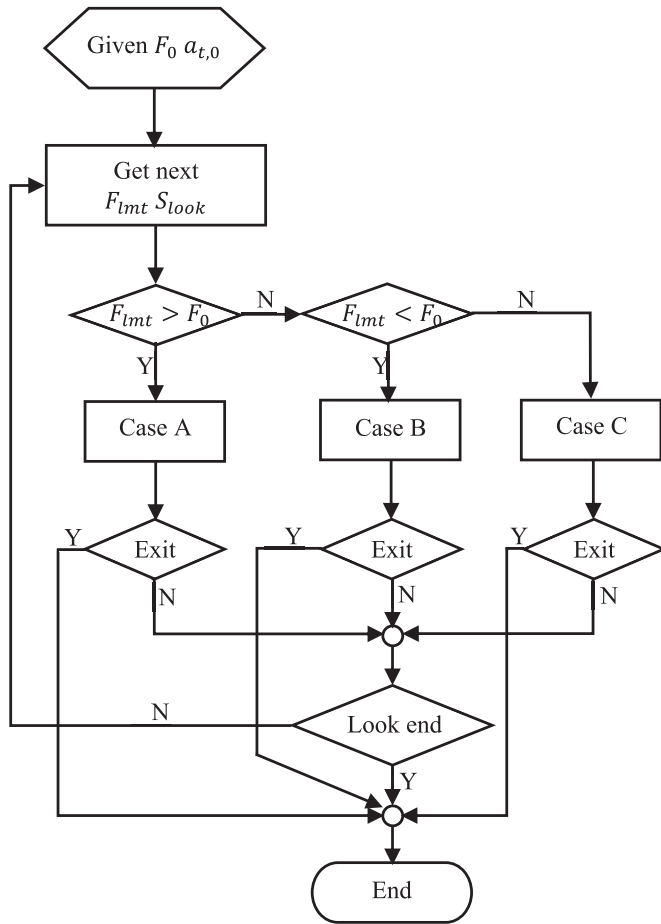 Given F₀ aₜ,₀
Get next
Fₗₘₜ Sₗₒₒₖ
Fₗₘₜ > F₀
N
Fₗₘₜ < F₀
N
Y
Y
Case A
Case B
Case C
Y
Exit
Y
Exit
Y
Exit
N
N
N
N
Look end
Y
End